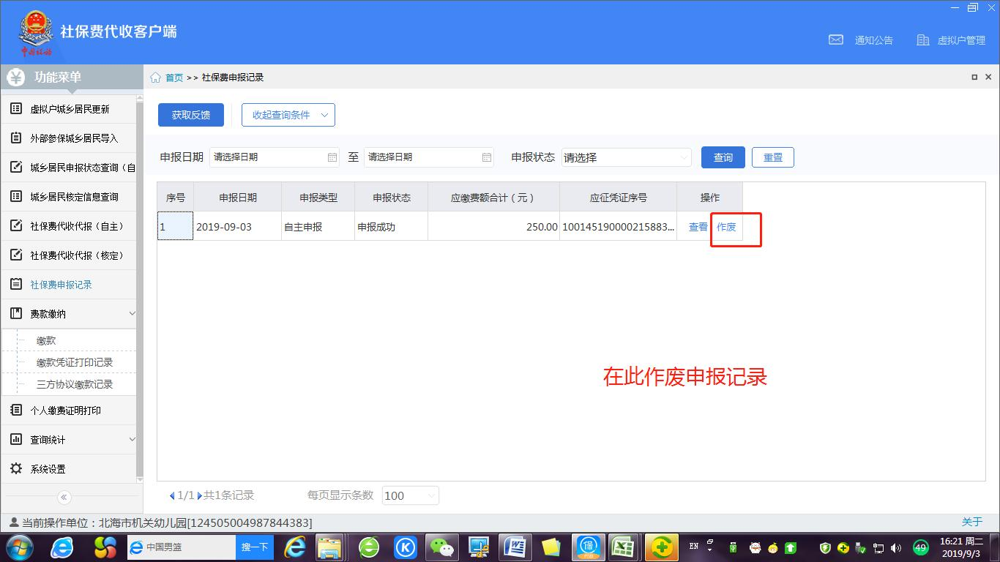 社保费代收客户端
中国税务
通知公告
虚拟户管理
功能菜单
首页 >> 社保费申报记录
虚拟户城乡居民更新
外部参保城乡居民导入
城乡居民申报状态查询（自
城乡居民核定信息查询
社保费代收代报（自主）
社保费代收代报（核定）
社保费申报记录
费款缴纳
缴款
缴款凭证打印记录
三方协议缴款记录
个人缴费证明打印
查询统计
系统设置
获取反馈
收起查询条件
申报日期 请选择日期 至 请选择日期 申报状态 请选择 查询 重置
序号 申报日期 申报类型 申报状态 应缴费额合计（元） 应征凭证序号 操作
1 2019-09-03 自主申报 申报成功 250.00 100145190000215883... 查看 作废
在此作废申报记录
1/1 共1条记录 每页显示条数 100
当前操作单位：北海市机关幼儿园[124505004987844383]
关于
中国男篮
搜一下
EN
49
16:21 周二
2019/9/3